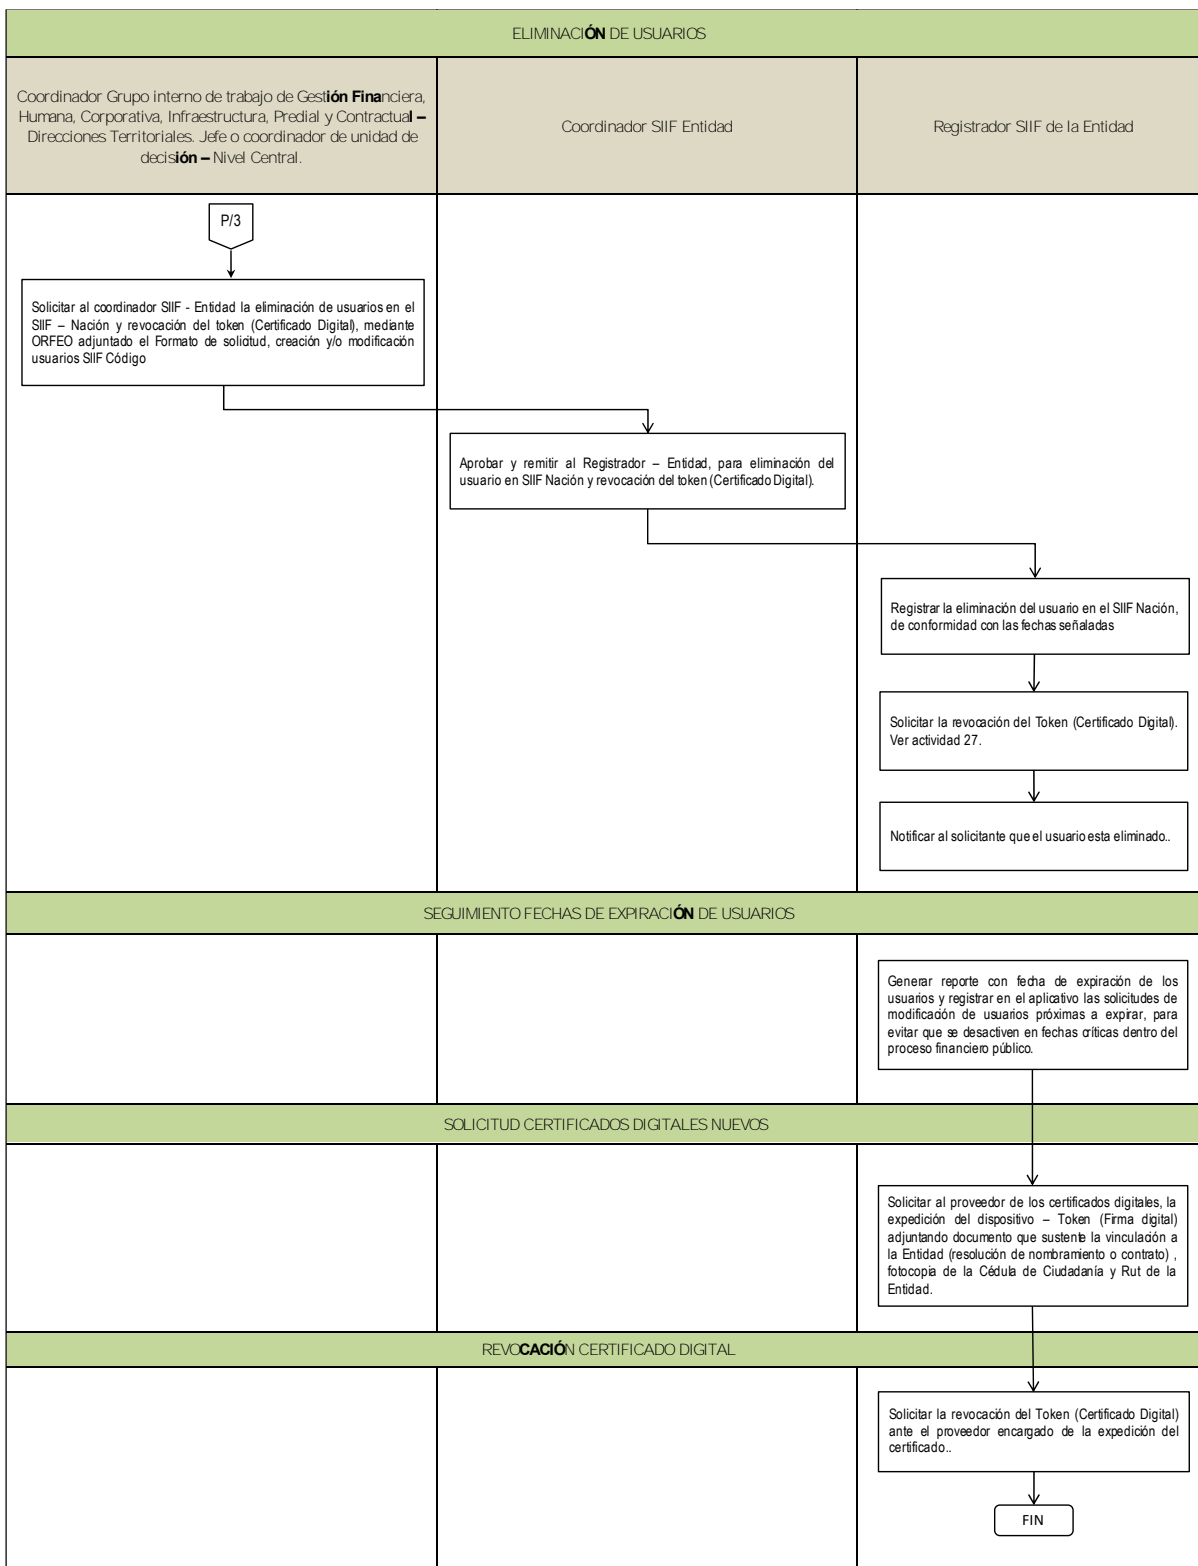 ELIMINACIÓN DE USUARIOS
Coordinador Grupo interno de trabajo de Gestión Financiera,
Humana, Corporativa, Infraestructura, Predial y Contractual –
Direcciones Territoriales. Jefe o coordinador de unidad de
decisión – Nivel Central.
Coordinador SIIF Entidad
Registrador SIIF de la Entidad
P/3
Solicitar al coordinador SIIF - Entidad la eliminación de usuarios en el
SIIF – Nación y revocación del token (Certificado Digital), mediante
ORFEO adjuntado el Formato de solicitud, creación y/o modificación
usuarios SIIF Código
Aprobar y remitir al Registrador – Entidad, para eliminación del
usuario en SIIF Nación y revocación del token (Certificado Digital).
Registrar la eliminación del usuario en el SIIF Nación,
de conformidad con las fechas señaladas
Solicitar la revocación del Token (Certificado Digital).
Ver actividad 27.
Notificar al solicitante que el usuario esta eliminado..
SEGUIMIENTO FECHAS DE EXPIRACIÓN DE USUARIOS
Generar reporte con fecha de expiración de los
usuarios y registrar en el aplicativo las solicitudes de
modificación de usuarios próximas a expirar, para
evitar que se desactiven en fechas críticas dentro del
proceso financiero público.
SOLICITUD CERTIFICADOS DIGITALES NUEVOS
Solicitar al proveedor de los certificados digitales, la
expedición del dispositivo – Token (Firma digital)
adjuntando documento que sustente la vinculación a
la Entidad (resolución de nombramiento o contrato) ,
fotocopia de la Cédula de Ciudadanía y Rut de la
Entidad.
REVOCACIÓN CERTIFICADO DIGITAL
Solicitar la revocación del Token (Certificado Digital)
ante el proveedor encargado de la expedición del
certificado..
FIN